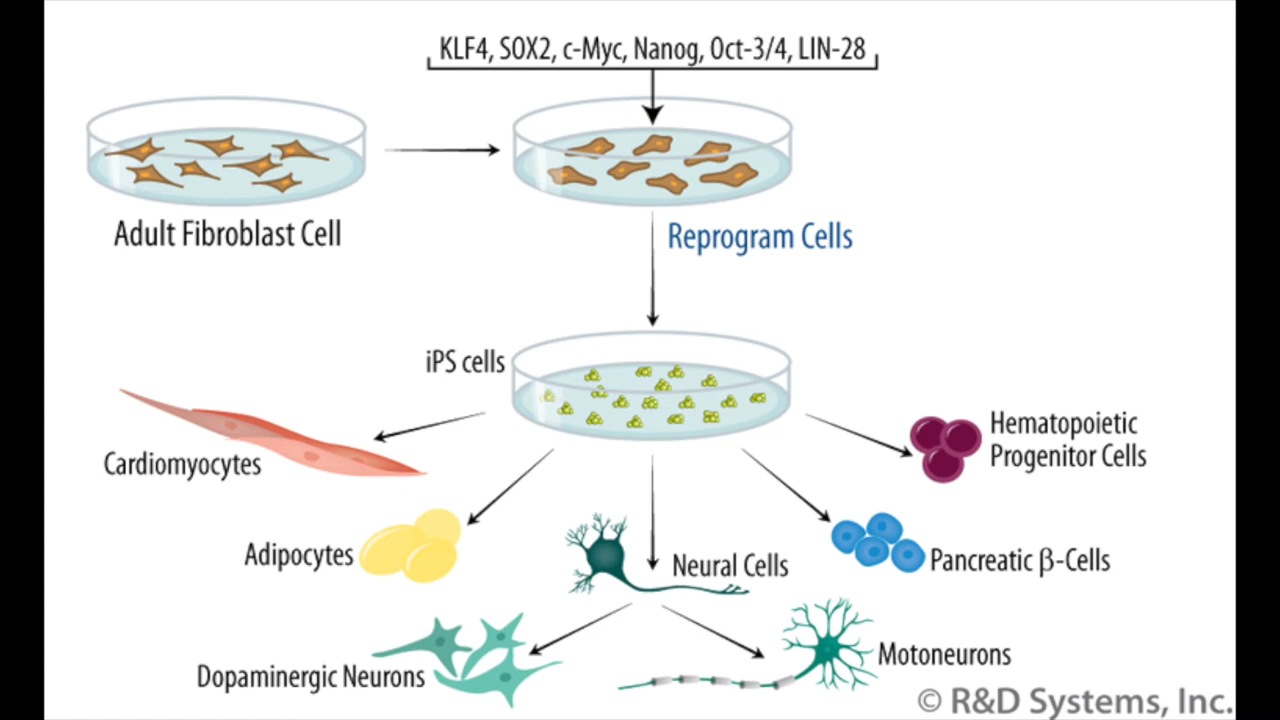 KLF4, SOX2, c-Myc, Nanog, Oct-3/4, LIN-28
Adult Fibroblast Cell
Reprogram Cells
iPS cells
Cardiomyocytes
Hematopoietic
Progenitor Cells
Adipocytes
Neural Cells
Pancreatic β-Cells
Dopaminergic Neurons
Motoneurons
© R&D Systems, Inc.